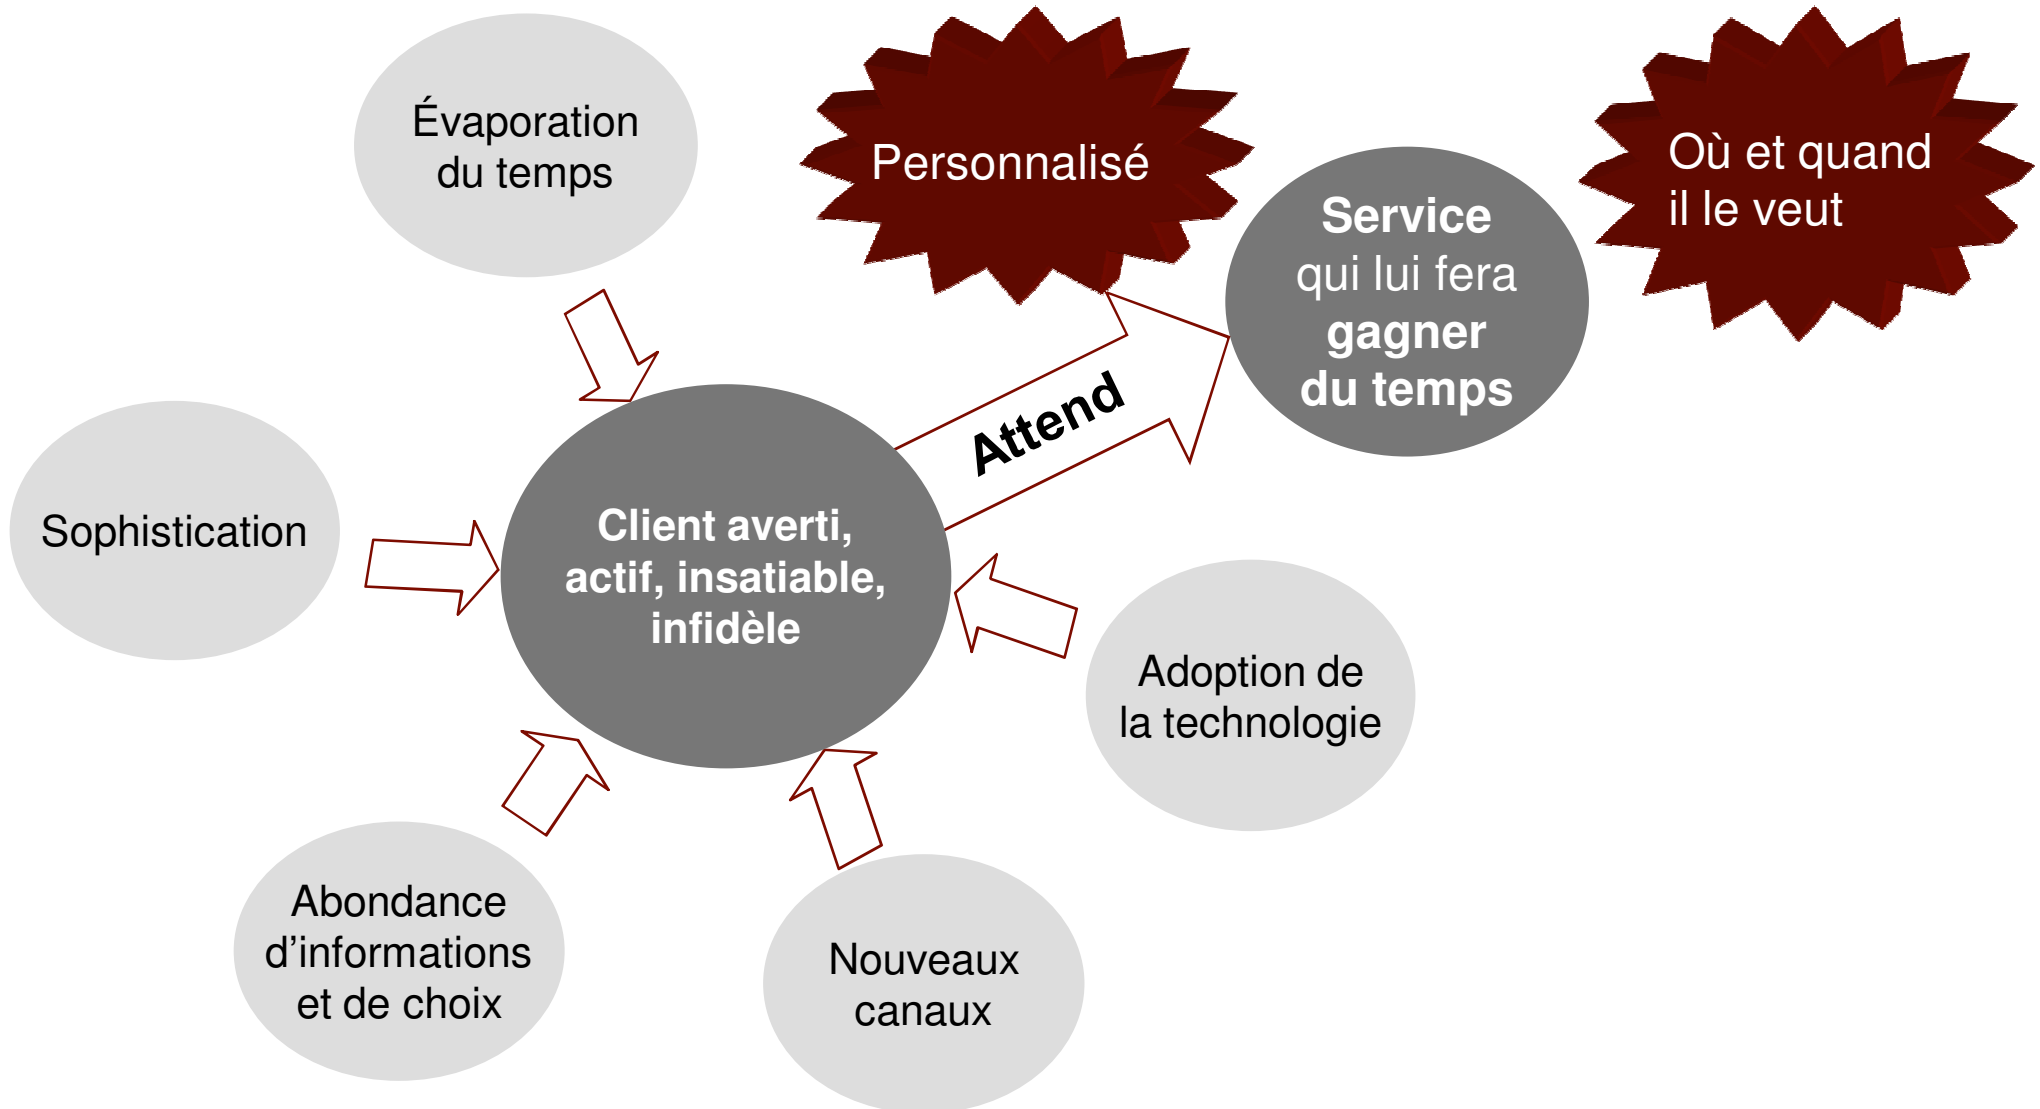 Évaporation
du temps
Personnalisé
Où et quand
il le veut
Service
qui lui fera
gagner
du temps
Attend
Sophistication
Client averti,
actif, insatiable,
infidèle
Adoption de
la technologie
Abondance
d’informations
et de choix
Nouveaux
canaux